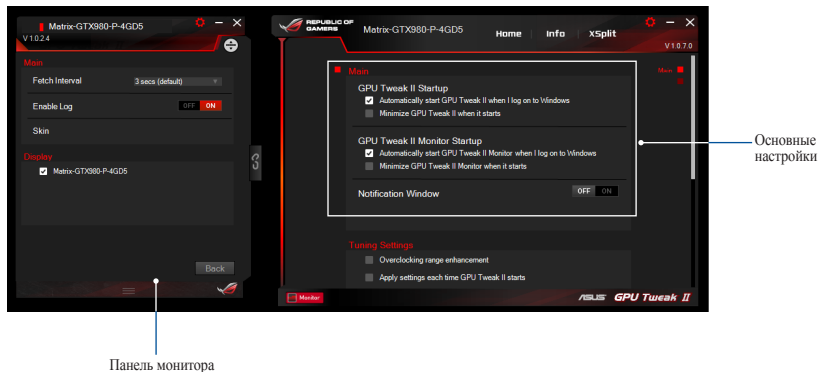 Matrix-GTX980-P-4GD5
V 1.0.2.4
Main
Fetch Interval
3 secs (default)
Enable Log
OFF ON
Skin
Display
Matrix-GTX980-P-4GD5
Back
REPUBLIC OF
GAMERS
Matrix-GTX980-P-4GD5
Home
Info
XSplit
V 1.0.7.0
Main
Main
GPU Tweak II Startup
Automatically start GPU Tweak II when I log on to Windows
Minimize GPU Tweak II when it starts
GPU Tweak II Monitor Startup
Automatically start GPU Tweak II Monitor when I log on to Windows
Minimize GPU Tweak II Monitor when it starts
Notification Window
OFF ON
Tuning Settings
Overclocking range enhancement
Apply settings each time GPU Tweak II starts
Monitor
ASUS GPU Tweak II
Основные
настройки
Панель монитора